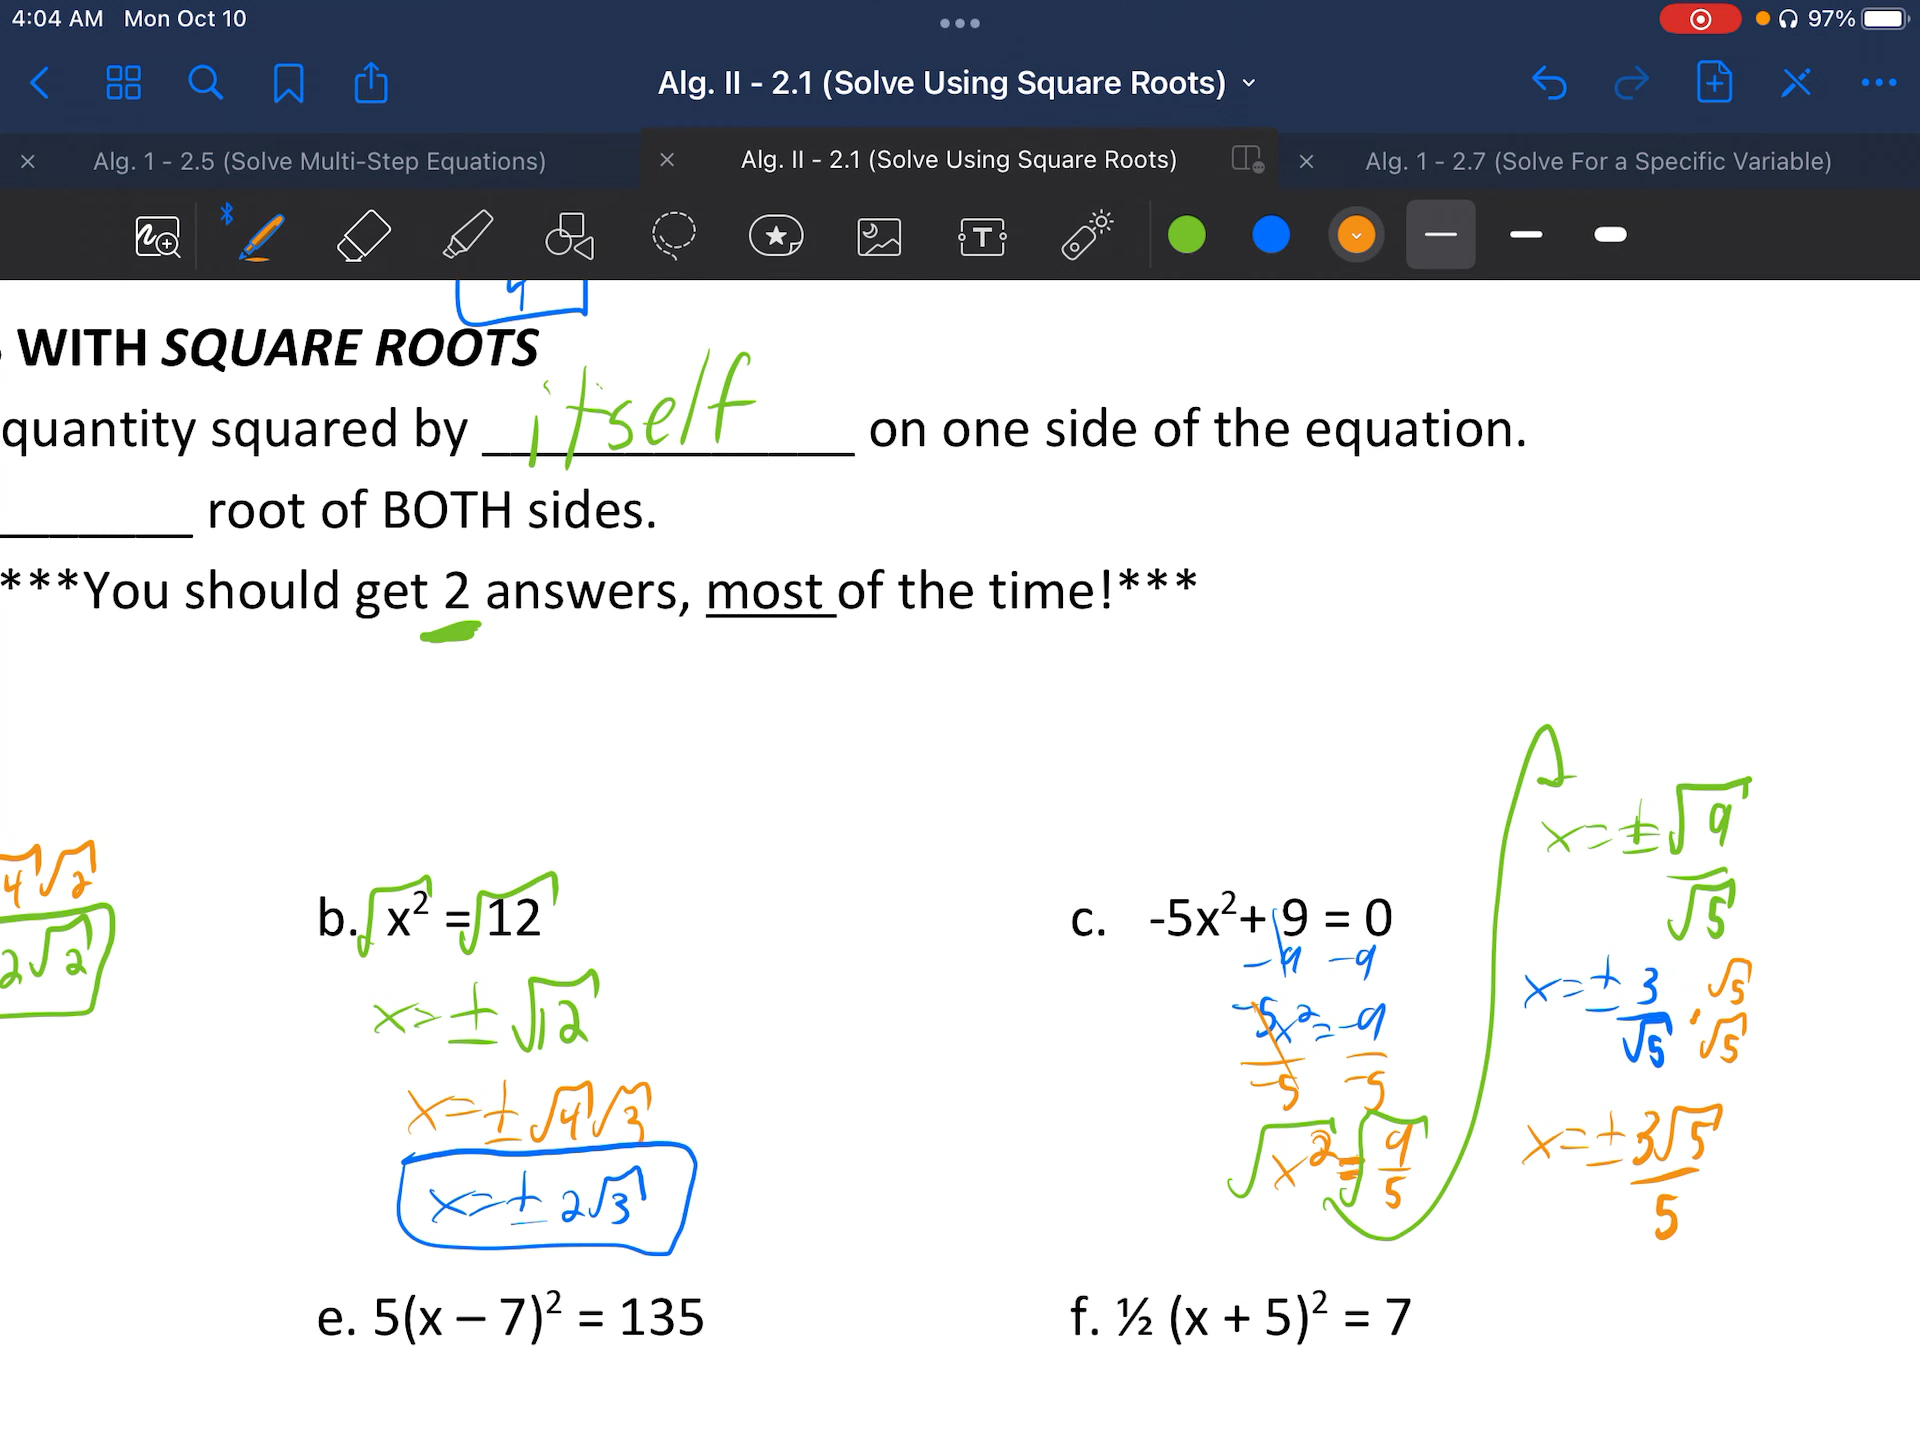 4:04 AM Mon Oct 10
97%
Alg. II - 2.1 (Solve Using Square Roots)
Alg. 1 - 2.5 (Solve Multi-Step Equations)
Alg. II - 2.1 (Solve Using Square Roots)
Alg. 1 - 2.7 (Solve For a Specific Variable)
WITH SQUARE ROOTS
quantity squared by itself on one side of the equation.
________ root of BOTH sides.
***You should get 2 answers, most of the time!***
√4 √2
2√2
b. √x² = √12
x = ± √12
x = ± √4 √3
x = ± 2√3
c. -5x² + 9 = 0
-9 -9
-5x² = -9
-5 -5
√x² = √9/5
x = ± √9/√5
x = ± 3/√5 · √5/√5
x = ± 3√5/5
e. 5(x – 7)² = 135
f. ½ (x + 5)² = 7